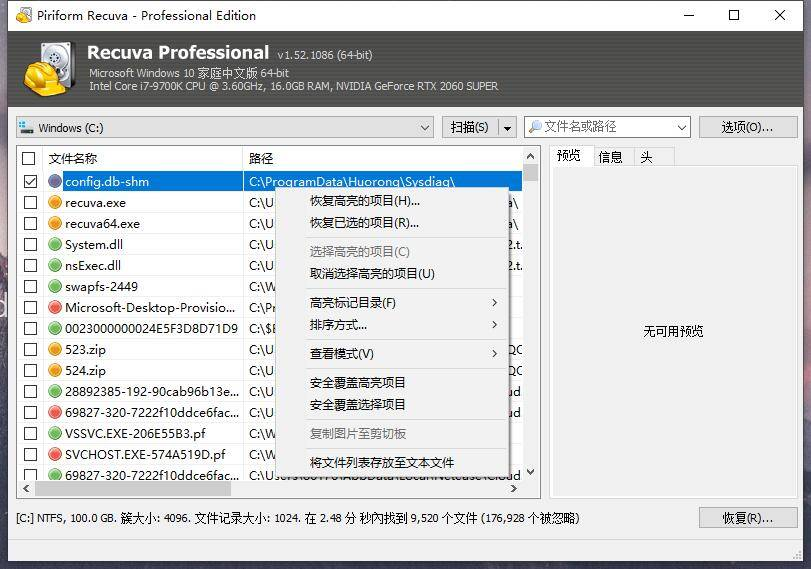 Piriform Recuva - Professional Edition
Recuva Professional v1.52.1086 (64-bit)
Microsoft Windows 10 家庭中文版 64-bit
Intel Core i7-9700K CPU @ 3.60GHz, 16.0GB RAM, NVIDIA GeForce RTX 2060 SUPER
Windows (C:) 扫描(S) 文件名或路径 选项(O)...
文件名称 路径 预览 信息 头
config.db-shm C:\ProgramData\Huorong\Sysdiag\
recuva.exe C:\U
recuva64.exe C:\U
System.dll C:\U
nsExec.dll C:\U
swapfs-2449 C:\W
Microsoft-Desktop-Provisio... C:\Pr
0023000000024E5F3D8D71D9 C:\$E
523.zip C:\U
524.zip C:\U
28892385-192-90cab96b13e... C:\U
69827-320-7222f10ddce6fac... C:\U
VSSVC.EXE-206E55B3.pf C:\W
SVCHOST.EXE-574A519D.pf C:\W
69827-320-7222f10ddce6fac...
恢复高亮的项目(H)...
恢复已选的项目(R)...
选择高亮的项目(C)
取消选择高亮的项目(U)
高亮标记目录(F)
排序方式...
查看模式(V)
安全覆盖高亮项目
安全覆盖选择项目
复制图片至剪切板
将文件列表存放至文本文件
无可用预览
[C:] NTFS, 100.0 GB. 簇大小: 4096. 文件记录大小: 1024. 在 2.48 分 秒內找到 9,520 个文件 (176,928 个被忽略)
恢复(R)...